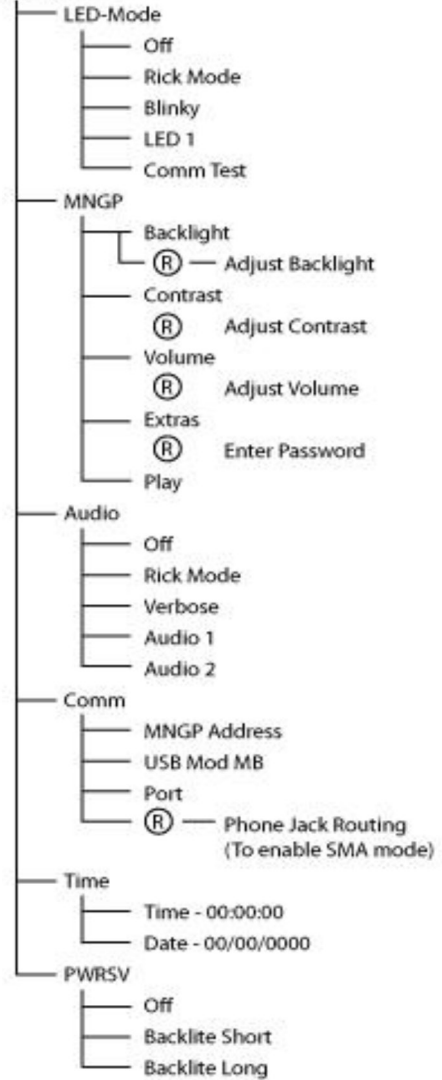 LED-Mode
Off
Rick Mode
Blinky
LED 1
Comm Test
MNGP
Backlight
R Adjust Backlight
Contrast
R Adjust Contrast
Volume
R Adjust Volume
Extras
R Enter Password
Play
Audio
Off
Rick Mode
Verbose
Audio 1
Audio 2
Comm
MNGP Address
USB Mod MB
Port
R Phone Jack Routing
(To enable SMA mode)
Time
Time - 00:00:00
Date - 00/00/0000
PWRSV
Off
Backlite Short
Backlite Long